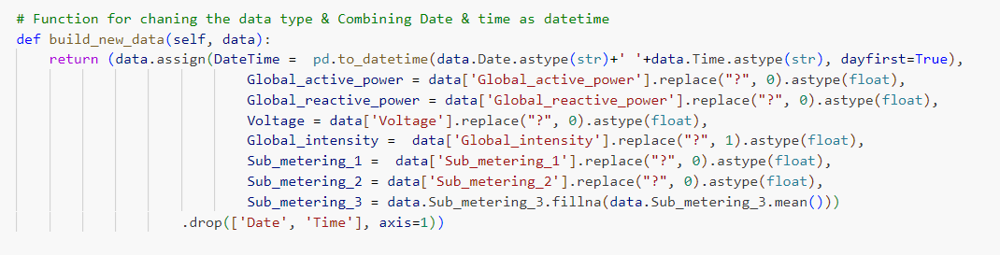 # Function for chaning the data type & Combining Date & time as datetime
def build_new_data(self, data):
    return (data.assign(DateTime =  pd.to_datetime(data.Date.astype(str)+' '+data.Time.astype(str), dayfirst=True),
                            Global_active_power = data['Global_active_power'].replace("?", 0).astype(float),
                            Global_reactive_power = data['Global_reactive_power'].replace("?", 0).astype(float),
                            Voltage = data['Voltage'].replace("?", 0).astype(float),
                            Global_intensity =  data['Global_intensity'].replace("?", 1).astype(float),
                            Sub_metering_1 =  data['Sub_metering_1'].replace("?", 0).astype(float),
                            Sub_metering_2 = data['Sub_metering_2'].replace("?", 0).astype(float),
                            Sub_metering_3 = data.Sub_metering_3.fillna(data.Sub_metering_3.mean()))
                    .drop(['Date', 'Time'], axis=1))